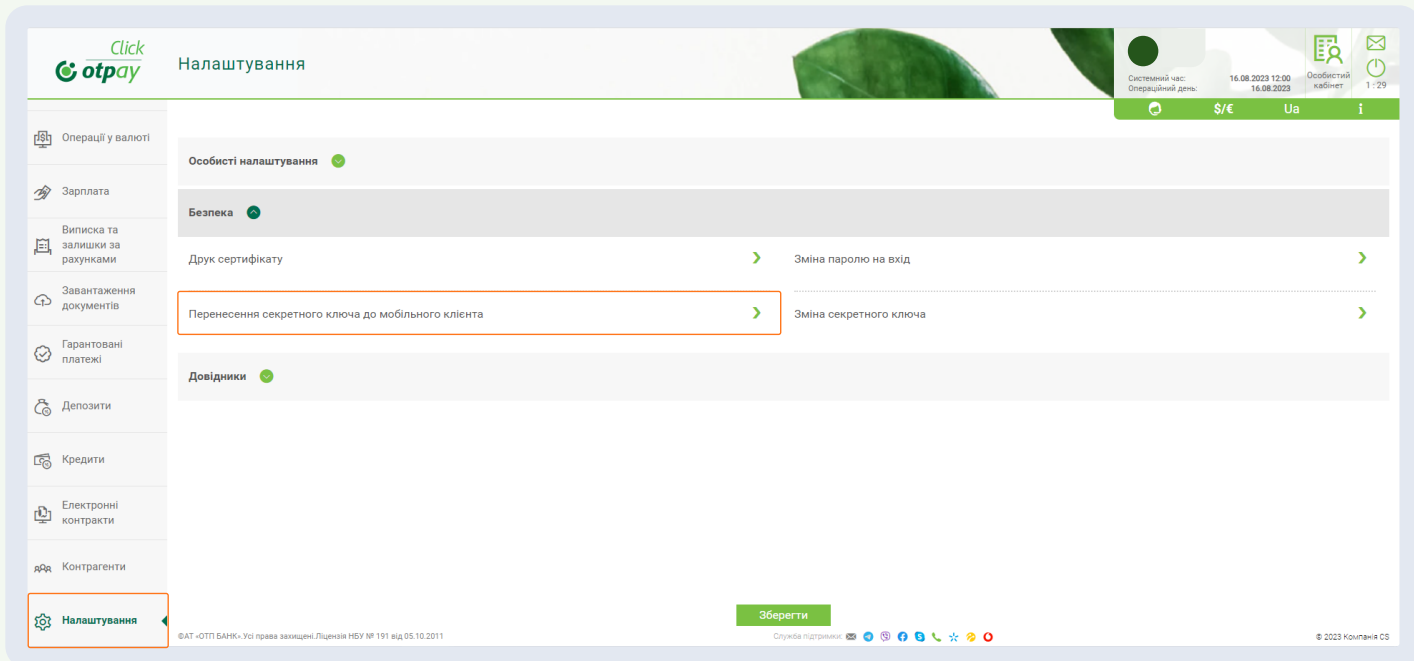 Click
otpay
Налаштування
Системний час: 16.08.2023 12:00
Операційний день: 16.08.2023
Особистий
кабінет
1 : 29
$/€ Ua i
Операції у валюті
Зарплата
Виписка та
залишки за
рахунками
Завантаження
документів
Гарантовані
платежі
Депозити
Кредити
Електронні
контракти
Контрагенти
Налаштування
Особисті налаштування
Безпека
Друк сертифікату
Зміна паролю на вхід
Перенесення секретного ключа до мобільного клієнта
Зміна секретного ключа
Довідники
Зберегти
©АТ «ОТП БАНК».Усі права захищені.Ліцензія НБУ № 191 від 05.10.2011
Служба підтримки:
© 2023 Компанія CS